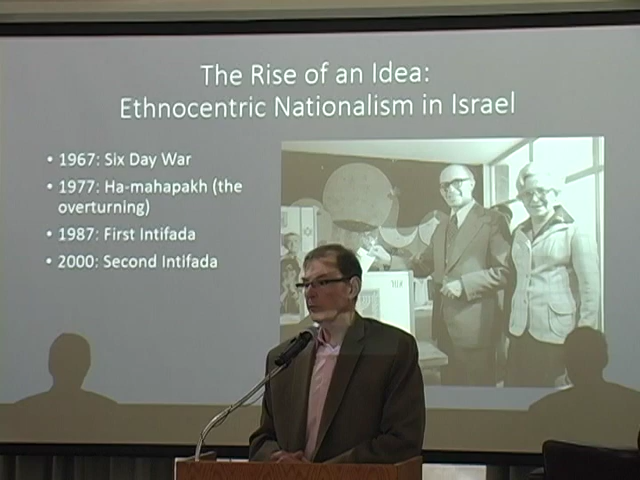 The Rise of an Idea:
Ethnocentric Nationalism in Israel
• 1967: Six Day War
• 1977: Ha-mahapakh (the
overturning)
• 1987: First Intifada
• 2000: Second Intifada